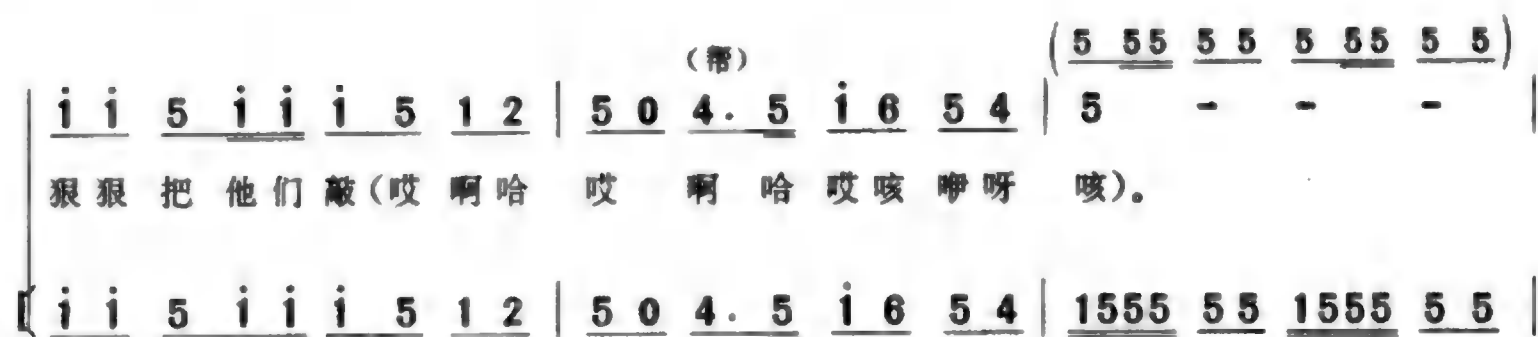 (5 55 5 5 5 55 5 5)
(帮)
i̇ i̇ 5 i̇ i̇ i̇ 5 1 2 | 5 0 4. 5 i̇ 6 5 4 | 5 - - - |
狠狠 把 他们 敲(哎 啊哈 哎 啊 哈 哎咳 咿呀 咳)。
i̇ i̇ 5 i̇ i̇ i̇ 5 1 2 | 5 0 4. 5 i̇ 6 5 4 | 1555 5 5 1555 5 5 |